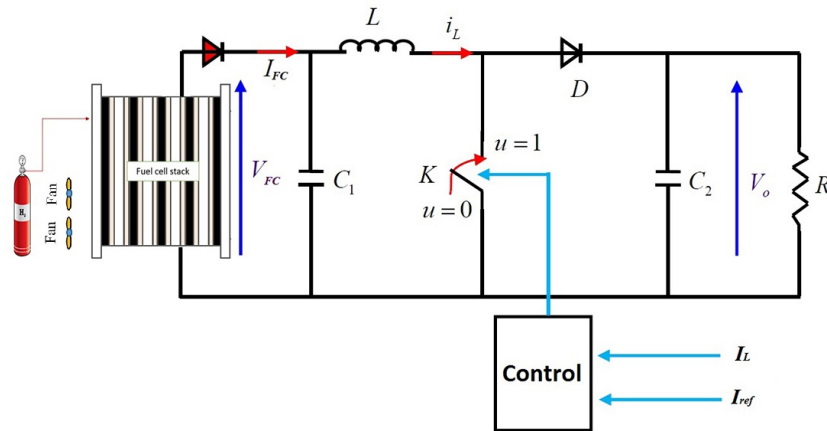 L
i_L
I_FC
D
Fuel cell stack
V_FC
C_1
K
u = 1
u = 0
C_2
V_o
R
H_2
Fan
Fan
Control
I_L
I_ref